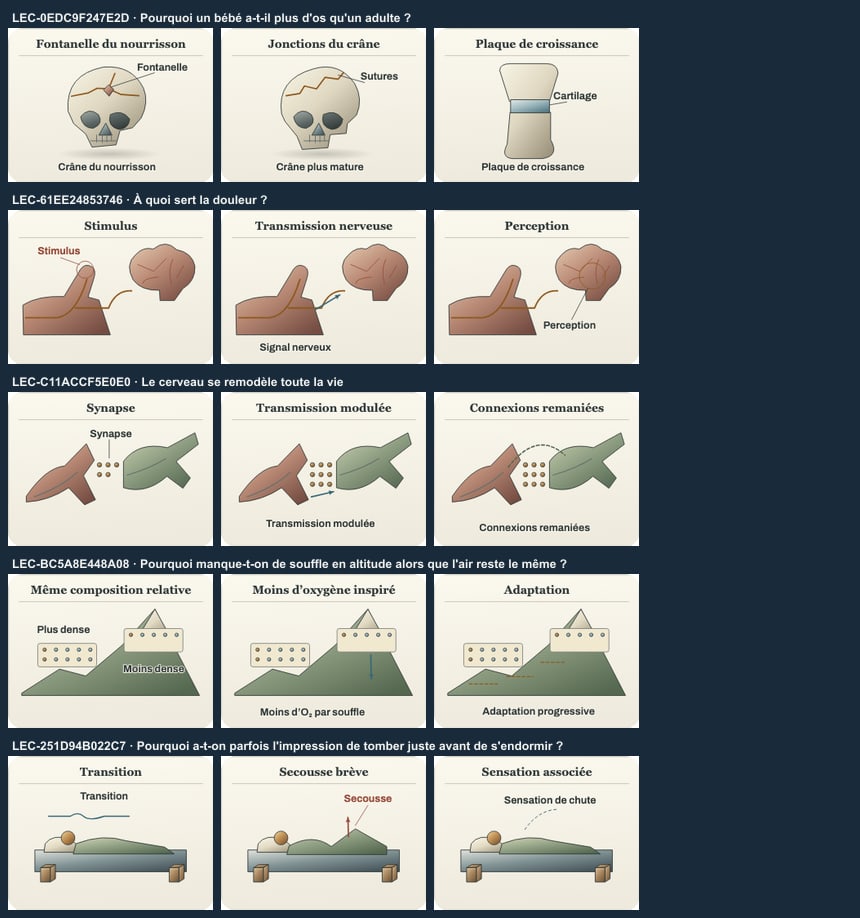 LEC-0EDC9F247E2D · Pourquoi un bébé a-t-il plus d'os qu'un adulte ?
Fontanelle du nourrisson
Jonctions du crâne
Plaque de croissance
Fontanelle
Sutures
Cartilage
Crâne du nourrisson
Crâne plus mature
Plaque de croissance
LEC-61EE24853746 · À quoi sert la douleur ?
Stimulus
Transmission nerveuse
Perception
Stimulus
Signal nerveux
Perception
LEC-C11ACCF5E0E0 · Le cerveau se remodèle toute la vie
Synapse
Transmission modulée
Connexions remaniées
Synapse
Transmission modulée
Connexions remaniées
LEC-BC5A8E448A08 · Pourquoi manque-t-on de souffle en altitude alors que l'air reste le même ?
Même composition relative
Moins d’oxygène inspiré
Adaptation
Plus dense
Moins dense
Moins d’O₂ par souffle
Adaptation progressive
LEC-251D94B022C7 · Pourquoi a-t-on parfois l'impression de tomber juste avant de s'endormir ?
Transition
Secousse brève
Sensation associée
Transition
Secousse
Sensation de chute